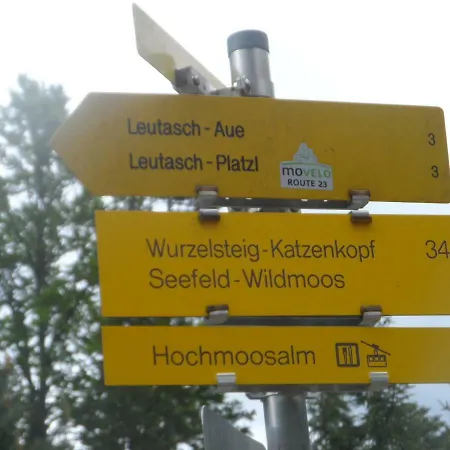 Leutasch - Aue 3
Leutasch - Platzl 3
moVELO
ROUTE 23
Wurzelsteig - Katzenkopf 34
Seefeld - Wildmoos
Hochmoosalm